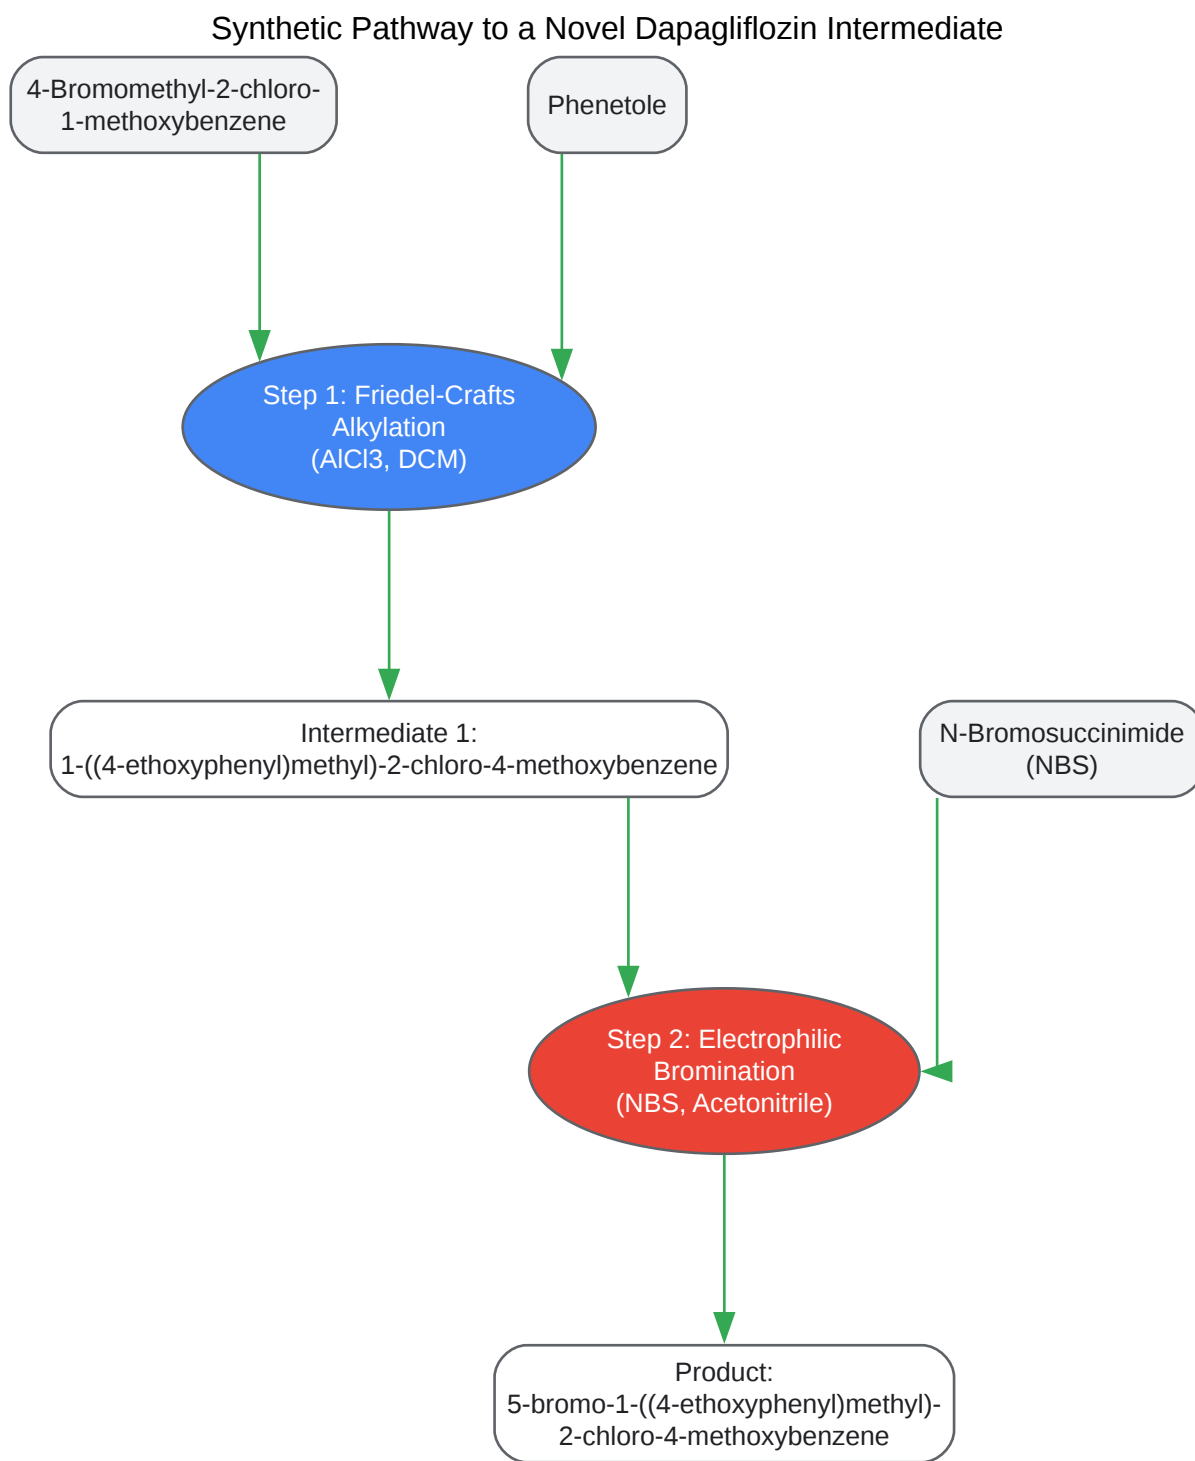 Synthetic Pathway to a Novel Dapagliflozin Intermediate
4-Bromomethyl-2-chloro-
1-methoxybenzene
Phenetole
Step 1: Friedel-Crafts
Alkylation
(AlCl3, DCM)
Intermediate 1:
1-((4-ethoxyphenyl)methyl)-2-chloro-4-methoxybenzene
N-Bromosuccinimide
(NBS)
Step 2: Electrophilic
Bromination
(NBS, Acetonitrile)
Product:
5-bromo-1-((4-ethoxyphenyl)methyl)-
2-chloro-4-methoxybenzene